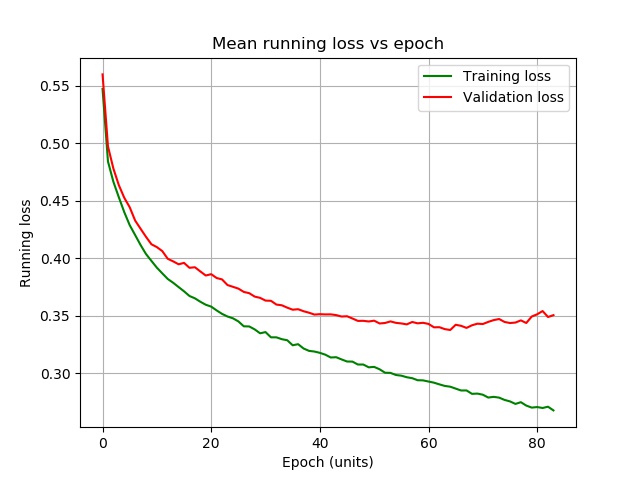 Mean running loss vs epoch
Training loss
Validation loss
0.55
0.50
0.45
0.40
0.35
0.30
Running loss
0
20
40
60
80
Epoch (units)